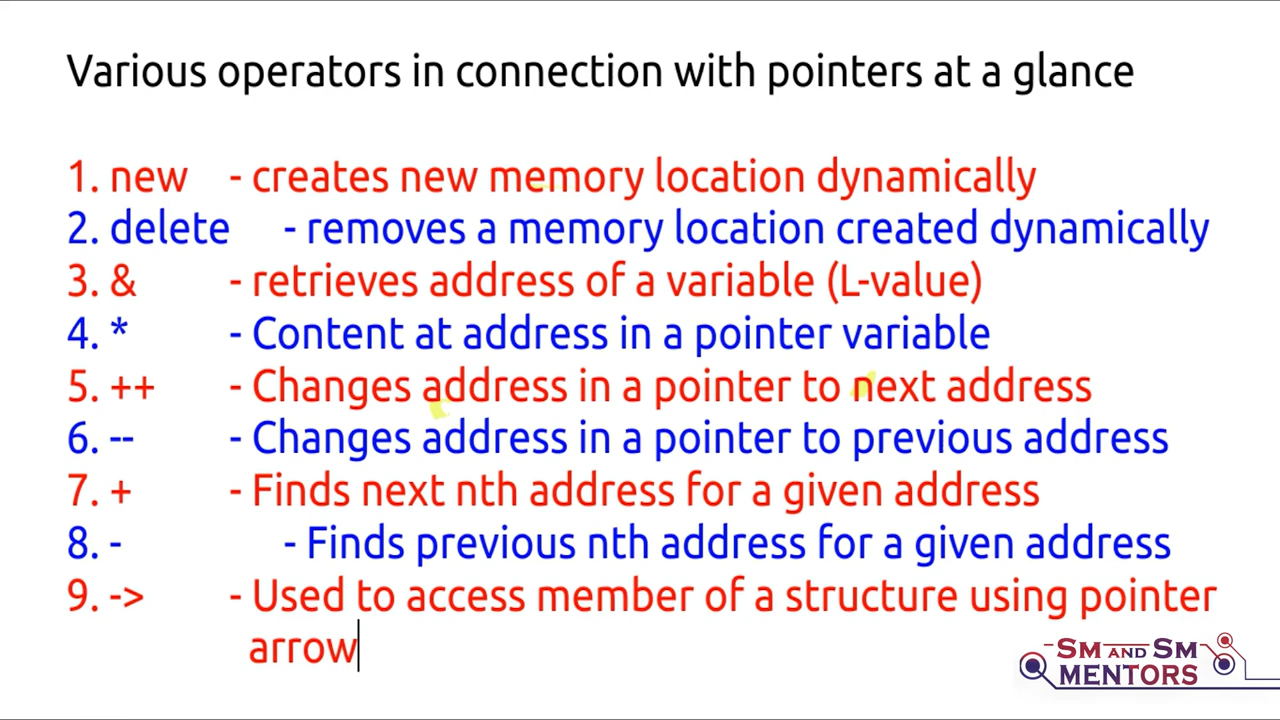 Various operators in connection with pointers at a glance
1. new - creates new memory location dynamically
2. delete - removes a memory location created dynamically
3. & - retrieves address of a variable (L-value)
4. * - Content at address in a pointer variable
5. ++ - Changes address in a pointer to next address
6. -- - Changes address in a pointer to previous address
7. + - Finds next nth address for a given address
8. - - Finds previous nth address for a given address
9. -> - Used to access member of a structure using pointer
arrow
SM AND SM
MENTORS